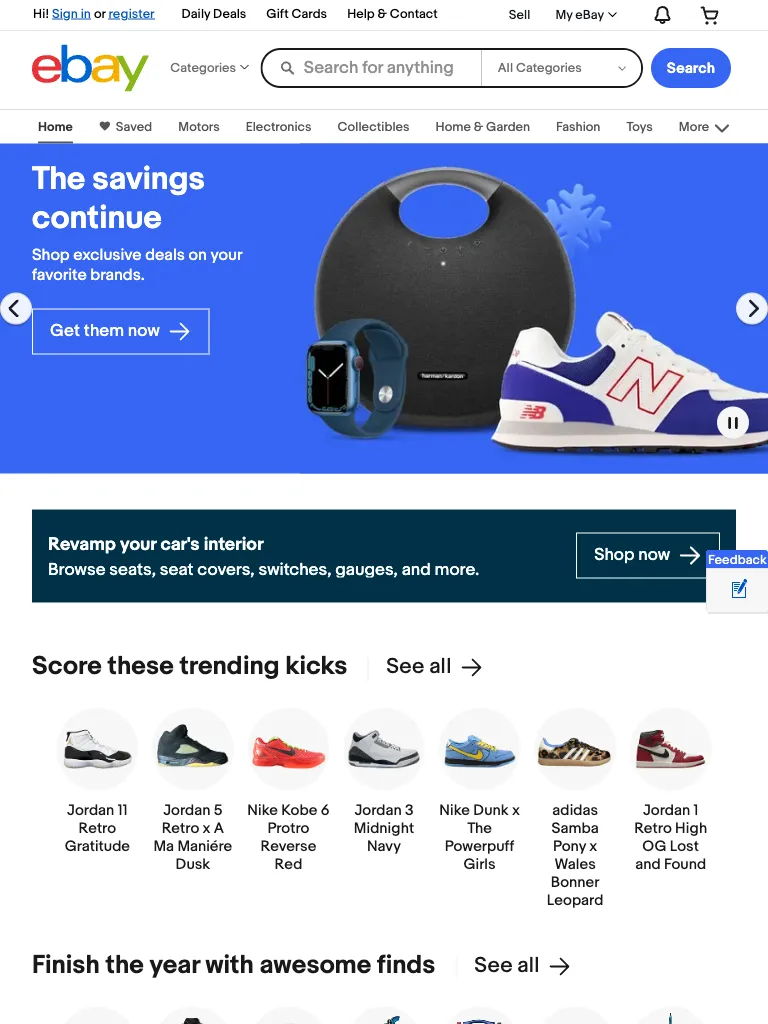 Hi! Sign in or register Daily Deals Gift Cards Help & Contact Sell My eBay
ebay Categories Search for anything All Categories Search
Home Saved Motors Electronics Collectibles Home & Garden Fashion Toys More
The savings
continue
Shop exclusive deals on your
favorite brands.
Get them now
harman/kardon
N
NB
Revamp your car's interior
Browse seats, seat covers, switches, gauges, and more.
Shop now
Feedback
Score these trending kicks See all
Jordan 11
Retro
Gratitude
Jordan 5
Retro x A
Ma Maniére
Dusk
Nike Kobe 6
Protro
Reverse
Red
Jordan 3
Midnight
Navy
Nike Dunk x
The
Powerpuff
Girls
adidas
Samba
Pony x
Wales
Bonner
Leopard
Jordan 1
Retro High
OG Lost
and Found
Finish the year with awesome finds See all